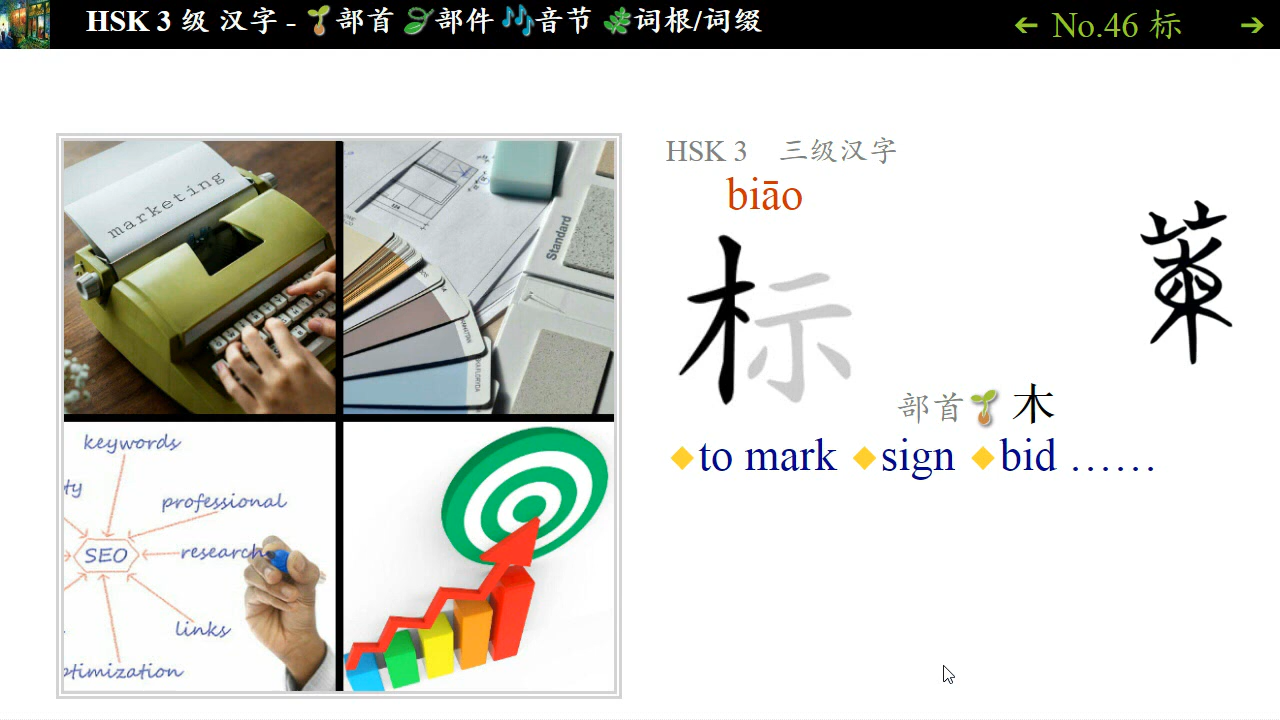 HSK 3 级 汉字 - 部首 部件 音节 词根/词缀
← No.46 标 →
marketing
Standard
keywords
professional
SEO
research
links
HSK 3 三级汉字
biāo
标
部首 木
to mark sign bid ……